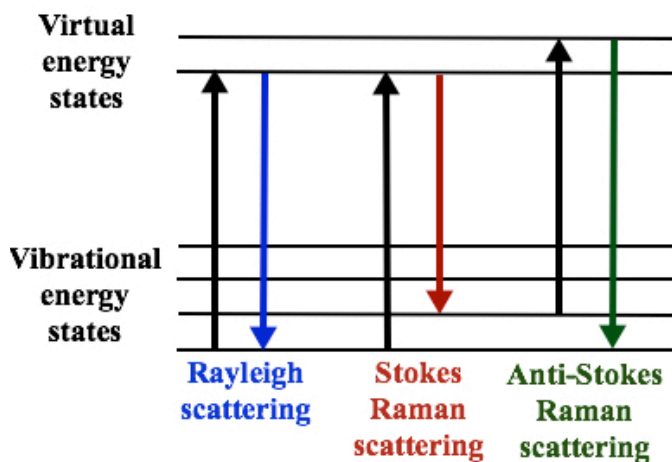 Virtual
energy
states
Vibrational
energy
states
Rayleigh
scattering
Stokes
Raman
scattering
Anti-Stokes
Raman
scattering